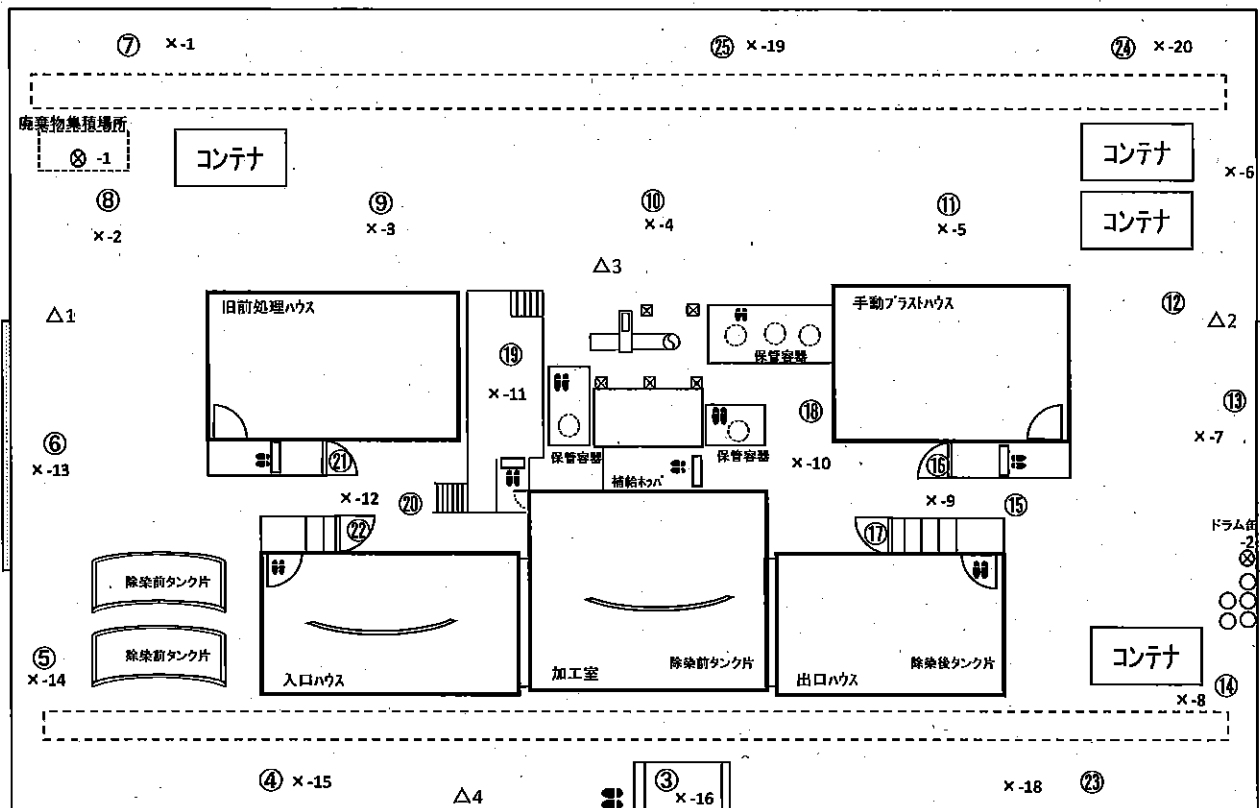 ⑦ ×-1
㉕ ×-19
㉔ ×-20
廃棄物集積場所
⊗ -1
コンテナ
コンテナ
×-6
コンテナ
⑧
×-2
⑨
×-3
⑩
×-4
⑪
×-5
△3
△1
旧前処理ハウス
手動ブラストハウス
⑫
△2
⑲
×-11
保管容器
⑱
⑬
×-7
⑥
×-13
㉑
保管容器
保管容器
×-10
⑯
補給ホッパ
×-12
⑳
×-9
⑮
㉒
⑰
ドラム缶
-2
⊗
除染前タンク片
除染前タンク片
⑤
×-14
入口ハウス
加工室
除染前タンク片
出口ハウス
除染後タンク片
コンテナ
⑭
×-8
④ ×-15
△4
③
×-16
×-18 ㉓